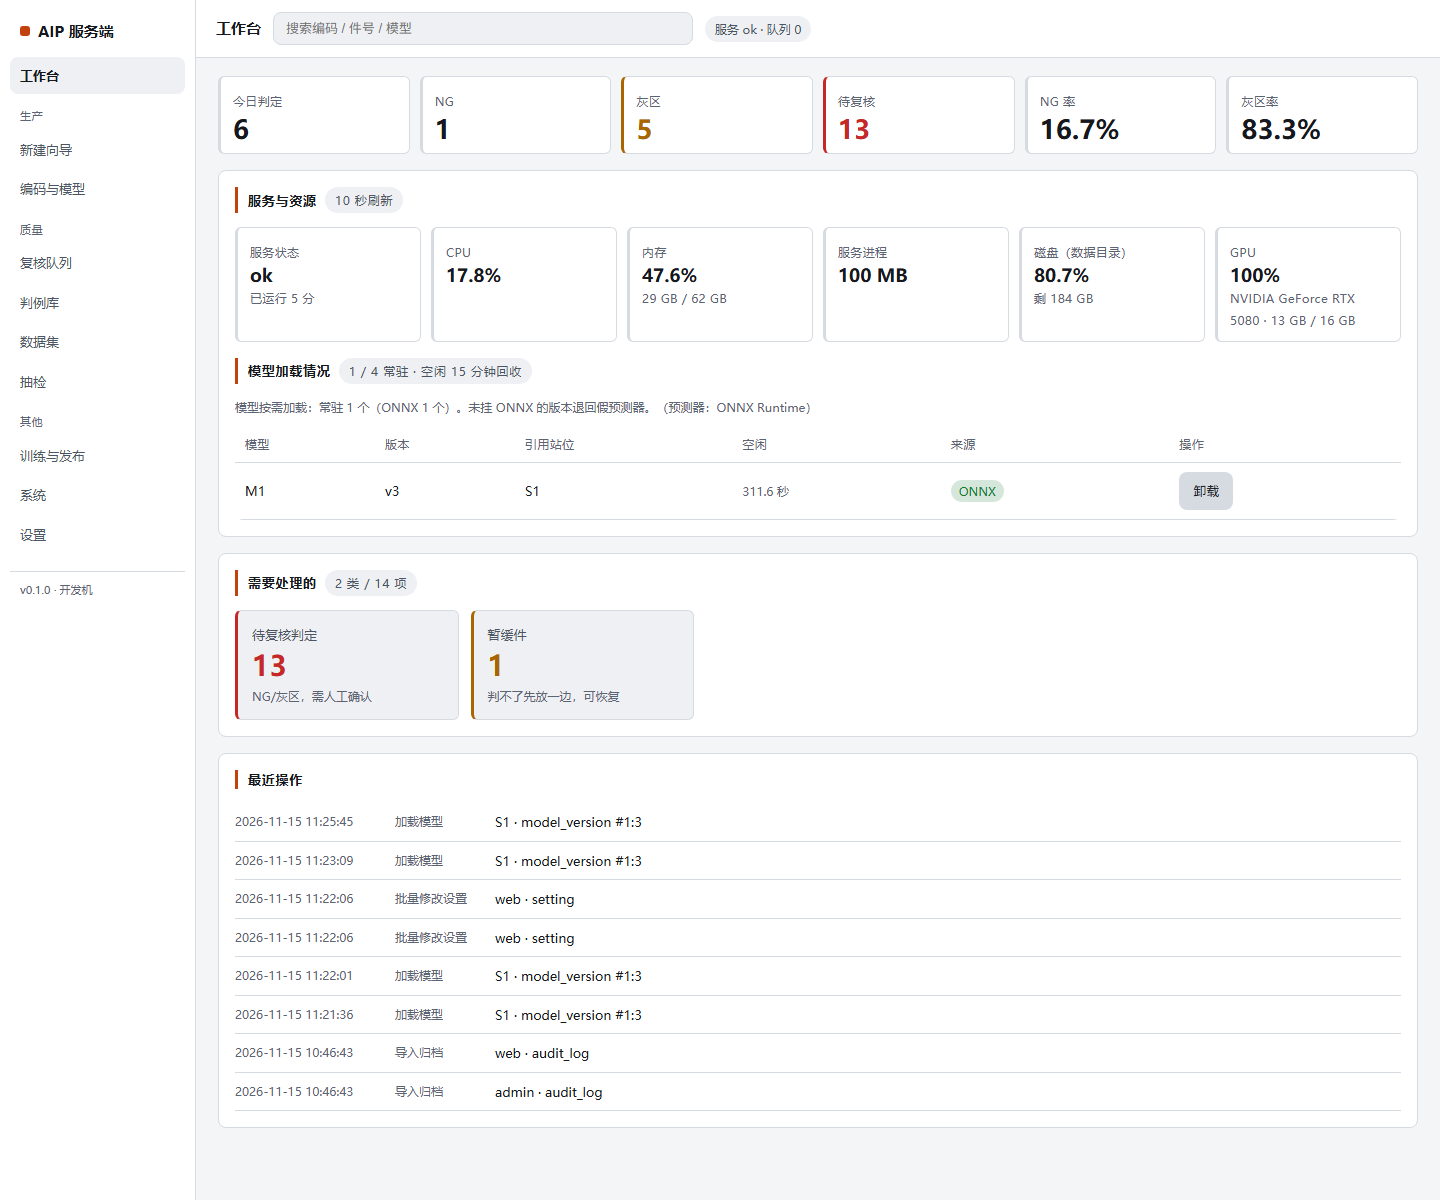 AIP 服务端
工作台
生产
新建向导
编码与模型
质量
复核队列
判例库
数据集
抽检
其他
训练与发布
系统
设置
v0.1.0 · 开发机
工作台
搜索编码 / 件号 / 模型
服务 ok · 队列 0
今日判定
6
NG
1
灰区
5
待复核
13
NG 率
16.7%
灰区率
83.3%
服务与资源
10 秒刷新
服务状态
ok
已运行 5 分
CPU
17.8%
内存
47.6%
29 GB / 62 GB
服务进程
100 MB
磁盘（数据目录）
80.7%
剩 184 GB
GPU
100%
NVIDIA GeForce RTX
5080 · 13 GB / 16 GB
模型加载情况
1 / 4 常驻 · 空闲 15 分钟回收
模型按需加载：常驻 1 个（ONNX 1 个）。未挂 ONNX 的版本退回假预测器。（预测器：ONNX Runtime）
模型 版本 引用站位 空闲 来源 操作
M1 v3 S1 311.6 秒 ONNX 卸载
需要处理的
2 类 / 14 项
待复核判定
13
NG/灰区，需人工确认
暂缓件
1
判不了先放一边，可恢复
最近操作
2026-11-15 11:25:45 加载模型 S1 · model_version #1:3
2026-11-15 11:23:09 加载模型 S1 · model_version #1:3
2026-11-15 11:22:06 批量修改设置 web · setting
2026-11-15 11:22:06 批量修改设置 web · setting
2026-11-15 11:22:01 加载模型 S1 · model_version #1:3
2026-11-15 11:21:36 加载模型 S1 · model_version #1:3
2026-11-15 10:46:43 导入归档 web · audit_log
2026-11-15 10:46:43 导入归档 admin · audit_log